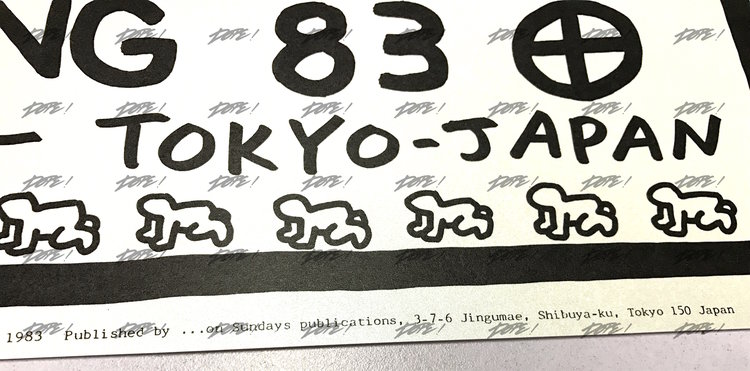 NG 83
- TOKYO-JAPAN
1983 Published by ...on Sundays publications, 3-7-6 Jingumae, Shibuya-ku, Tokyo 150 Japan
DOPE!